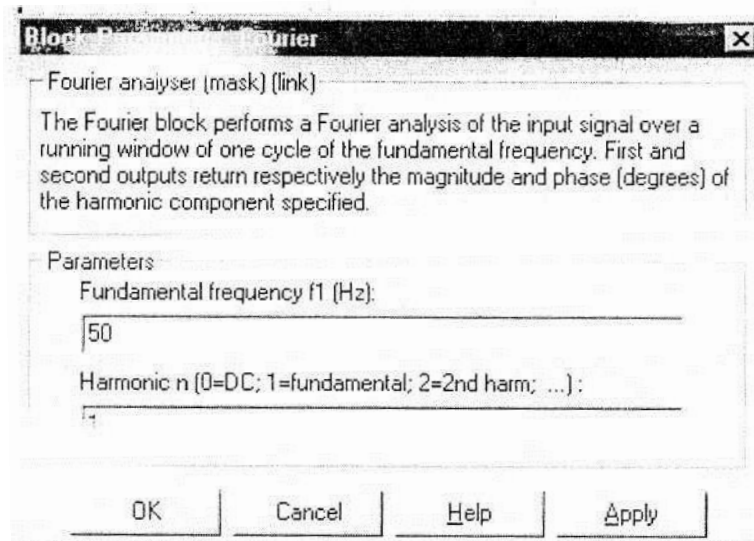 Block Parameters: Fourier
Fourier analyser (mask) (link)
The Fourier block performs a Fourier analysis of the input signal over a
running window of one cycle of the fundamental frequency. First and
second outputs return respectively the magnitude and phase (degrees) of
the harmonic component specified.
Parameters
Fundamental frequency f1 (Hz):
50
Harmonic n (0=DC; 1=fundamental; 2=2nd harm; ...) :
1
OK
Cancel
Help
Apply